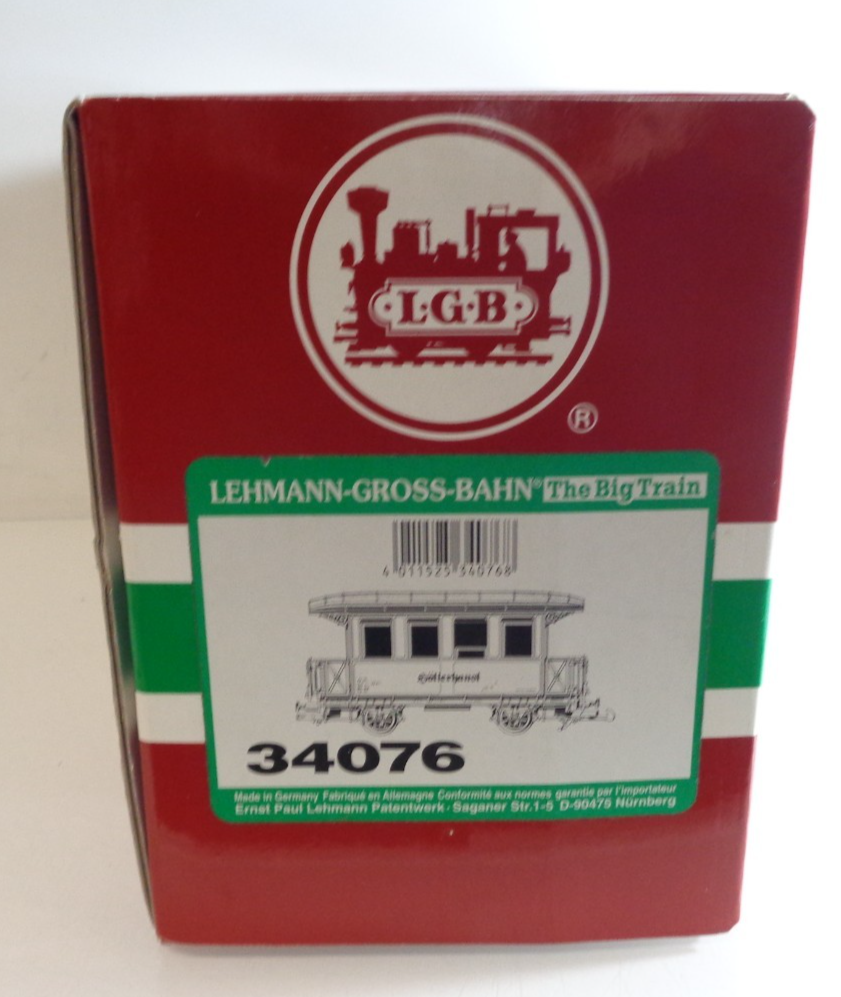 L·G·B
®
LEHMANN-GROSS-BAHN® The Big Train
4 011525 340768
34076
Made in Germany Fabriqué en Allemagne Conformité aux normes garantie par l'importateur
Ernst Paul Lehmann Patentwerk · Saganer Str.1-5 D-90475 Nürnberg